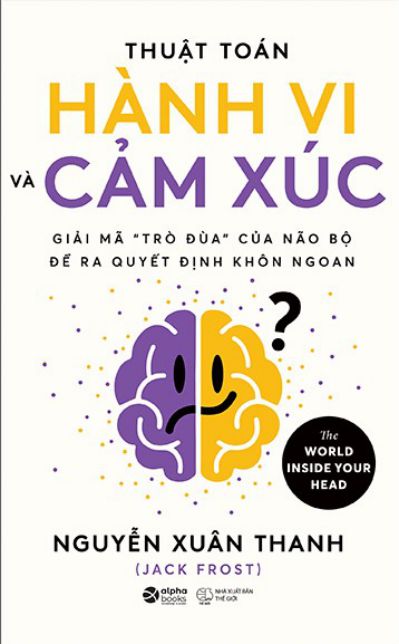 THUẬT TOÁN
HÀNH VI
VÀ CẢM XÚC
GIẢI MÃ “TRÒ ĐÙA” CỦA NÃO BỘ
ĐỂ RA QUYẾT ĐỊNH KHÔN NGOAN
?
The
WORLD
INSIDE YOUR
HEAD
NGUYỄN XUÂN THANH
(JACK FROST)
alpha
books
NHÀ XUẤT BẢN
THẾ GIỚI